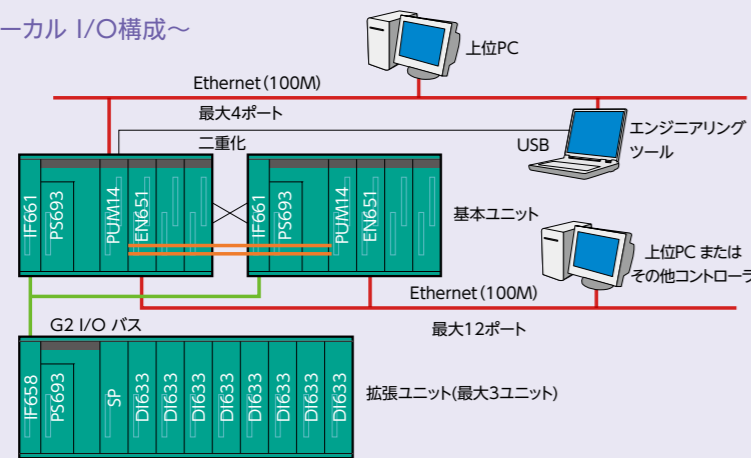 ーカル I/O構成～
上位PC
Ethernet(100M)
最大4ポート
二重化
USB
エンジニアリング
ツール
IF661
PS693
PUM14
EN651
IF661
PS693
PUM14
EN651
基本ユニット
上位PC または
その他コントローラ
Ethernet(100M)
最大12ポート
G2 I/O バス
IF658
PS693
SP
DI633
DI633
DI633
DI633
DI633
DI633
DI633
DI633
拡張ユニット(最大3ユニット)